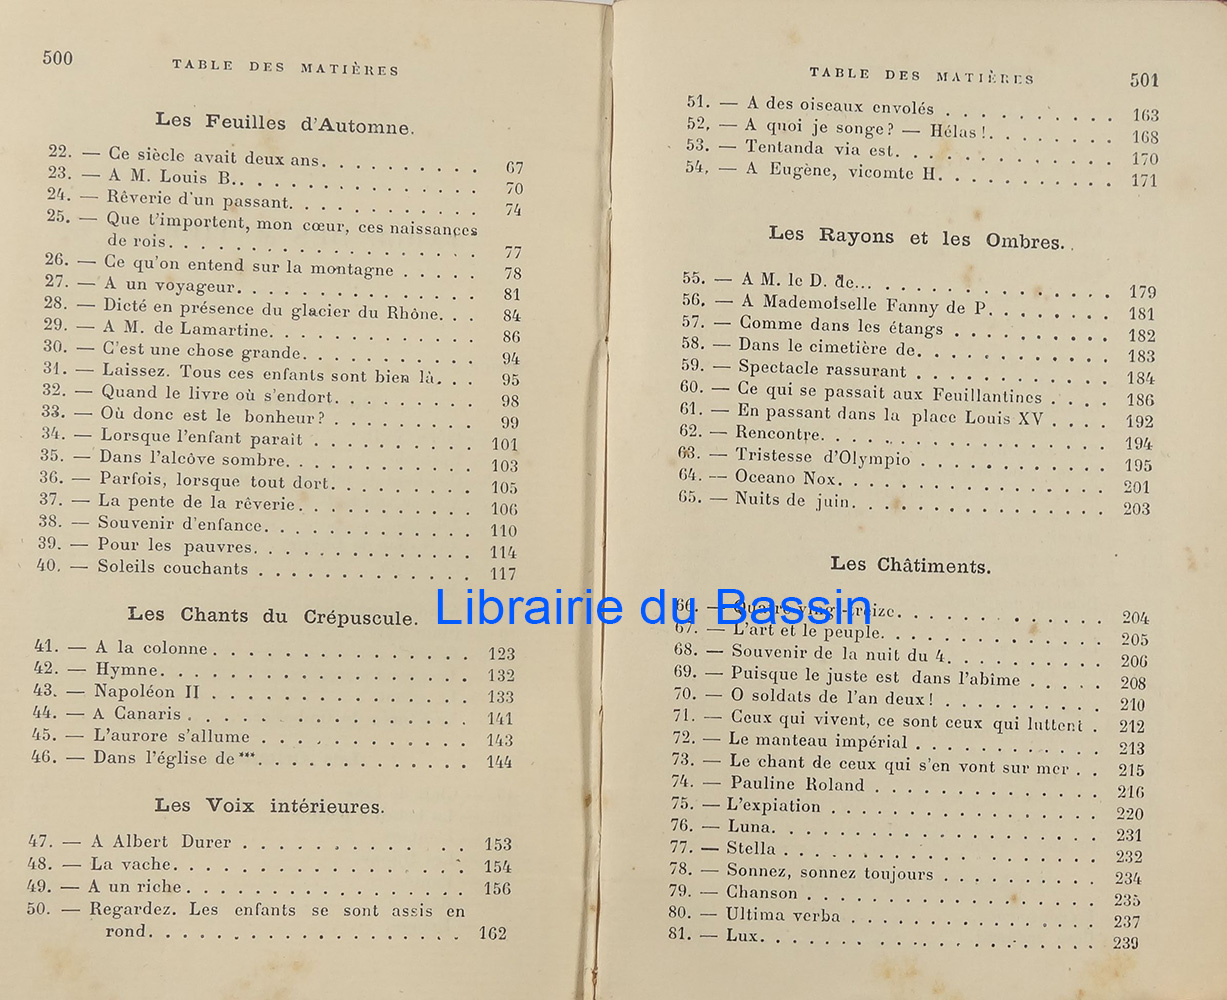 500
TABLE DES MATIÈRES
Les Feuilles d'Automne.
22. — Ce siècle avait deux ans. . . . . . . . 67
23. — A M. Louis B. . . . . . . . . . . . 70
24. — Rêverie d'un passant. . . . . . . . . . 74
25. — Que t'importent, mon cœur, ces naissances
de rois. . . . . . . . . . . . . . . 77
26. — Ce qu'on entend sur la montagne . . . . . 78
27. — A un voyageur. . . . . . . . . . . . 81
28. — Dicté en présence du glacier du Rhône. . . 84
29. — A M. de Lamartine. . . . . . . . . . 86
30. — C'est une chose grande. . . . . . . . . 94
31. — Laissez. Tous ces enfants sont bien là. . . 95
32. — Quand le livre où s'endort. . . . . . . . 98
33. — Où donc est le bonheur? . . . . . . . . 99
34. — Lorsque l'enfant parait . . . . . . . . . 101
35. — Dans l'alcôve sombre. . . . . . . . . . 103
36. — Parfois, lorsque tout dort. . . . . . . . 105
37. — La pente de la rêverie. . . . . . . . . 106
38. — Souvenir d'enfance. . . . . . . . . . 110
39. — Pour les pauvres. . . . . . . . . . . 114
40. — Soleils couchants . . . . . . . . . . . 117
Les Chants du Crépuscule.
41. — A la colonne. . . . . . . . . . . . . 123
42. — Hymne. . . . . . . . . . . . . . . 132
43. — Napoléon II . . . . . . . . . . . . . 133
44. — A Canaris . . . . . . . . . . . . . . 141
45. — L'aurore s'allume . . . . . . . . . . . 143
46. — Dans l'église de ***. . . . . . . . . . . 144
Les Voix intérieures.
47. — A Albert Durer . . . . . . . . . . 153
48. — La vache. . . . . . . . . . . . . . 154
49. — A un riche. . . . . . . . . . . . . . 156
50. — Regardez. Les enfants se sont assis en
rond. . . . . . . . . . . . . . . . 162
TABLE DES MATIÈRES
501
51. — A des oiseaux envolés . . . . . . . . . 163
52. — A quoi je songe? — Hélas!. . . . . . . 168
53. — Tentanda via est. . . . . . . . . . . 170
54. — A Eugène, vicomte H. . . . . . . . . . 171
Les Rayons et les Ombres.
55. — A M. le D. de... . . . . . . . . . . . 179
56. — A Mademoiselle Fanny de P. . . . . . . 181
57. — Comme dans les étangs . . . . . . . . . 182
58. — Dans le cimetière de. . . . . . . . . . 183
59. — Spectacle rassurant . . . . . . . . . . 184
60. — Ce qui se passait aux Feuillantines . . . . 186
61. — En passant dans la place Louis XV . . . . 192
62. — Rencontre. . . . . . . . . . . . . . 194
63. — Tristesse d'Olympio . . . . . . . . . . 195
64. — Oceano Nox. . . . . . . . . . . . . 201
65. — Nuits de juin. . . . . . . . . . . . . 203
Les Châtiments.
66. — Quatre-vingt-treize. . . . . . . . . . . 204
67. — L'art et le peuple. . . . . . . . . . . 205
68. — Souvenir de la nuit du 4. . . . . . . . . 206
69. — Puisque le juste est dans l'abime . . . . . 208
70. — O soldats de l'an deux! . . . . . . . . . 210
71. — Ceux qui vivent, ce sont ceux qui luttent . 212
72. — Le manteau impérial . . . . . . . . . . 213
73. — Le chant de ceux qui s'en vont sur mer . . 215
74. — Pauline Roland . . . . . . . . . . . . 216
75. — L'expiation . . . . . . . . . . . . . 220
76. — Luna. . . . . . . . . . . . . . . . 231
77. — Stella . . . . . . . . . . . . . . . 232
78. — Sonnez, sonnez toujours . . . . . . . . . 234
79. — Chanson . . . . . . . . . . . . . . 235
80. — Ultima verba . . . . . . . . . . . . . 237
81. — Lux. . . . . . . . . . . . . . . . 239
Librairie du Bassin